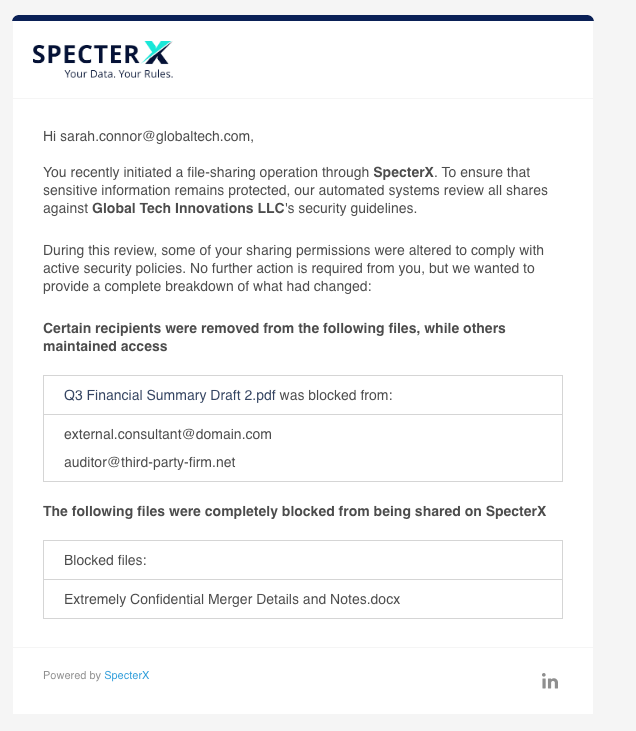 SPECTERX
Your Data. Your Rules.
Hi sarah.connor@globaltech.com,
You recently initiated a file-sharing operation through SpecterX. To ensure that
sensitive information remains protected, our automated systems review all shares
against Global Tech Innovations LLC's security guidelines.
During this review, some of your sharing permissions were altered to comply with
active security policies. No further action is required from you, but we wanted to
provide a complete breakdown of what had changed:
Certain recipients were removed from the following files, while others
maintained access
Q3 Financial Summary Draft 2.pdf was blocked from:
external.consultant@domain.com
auditor@third-party-firm.net
The following files were completely blocked from being shared on SpecterX
Blocked files:
Extremely Confidential Merger Details and Notes.docx
Powered by SpecterX
in